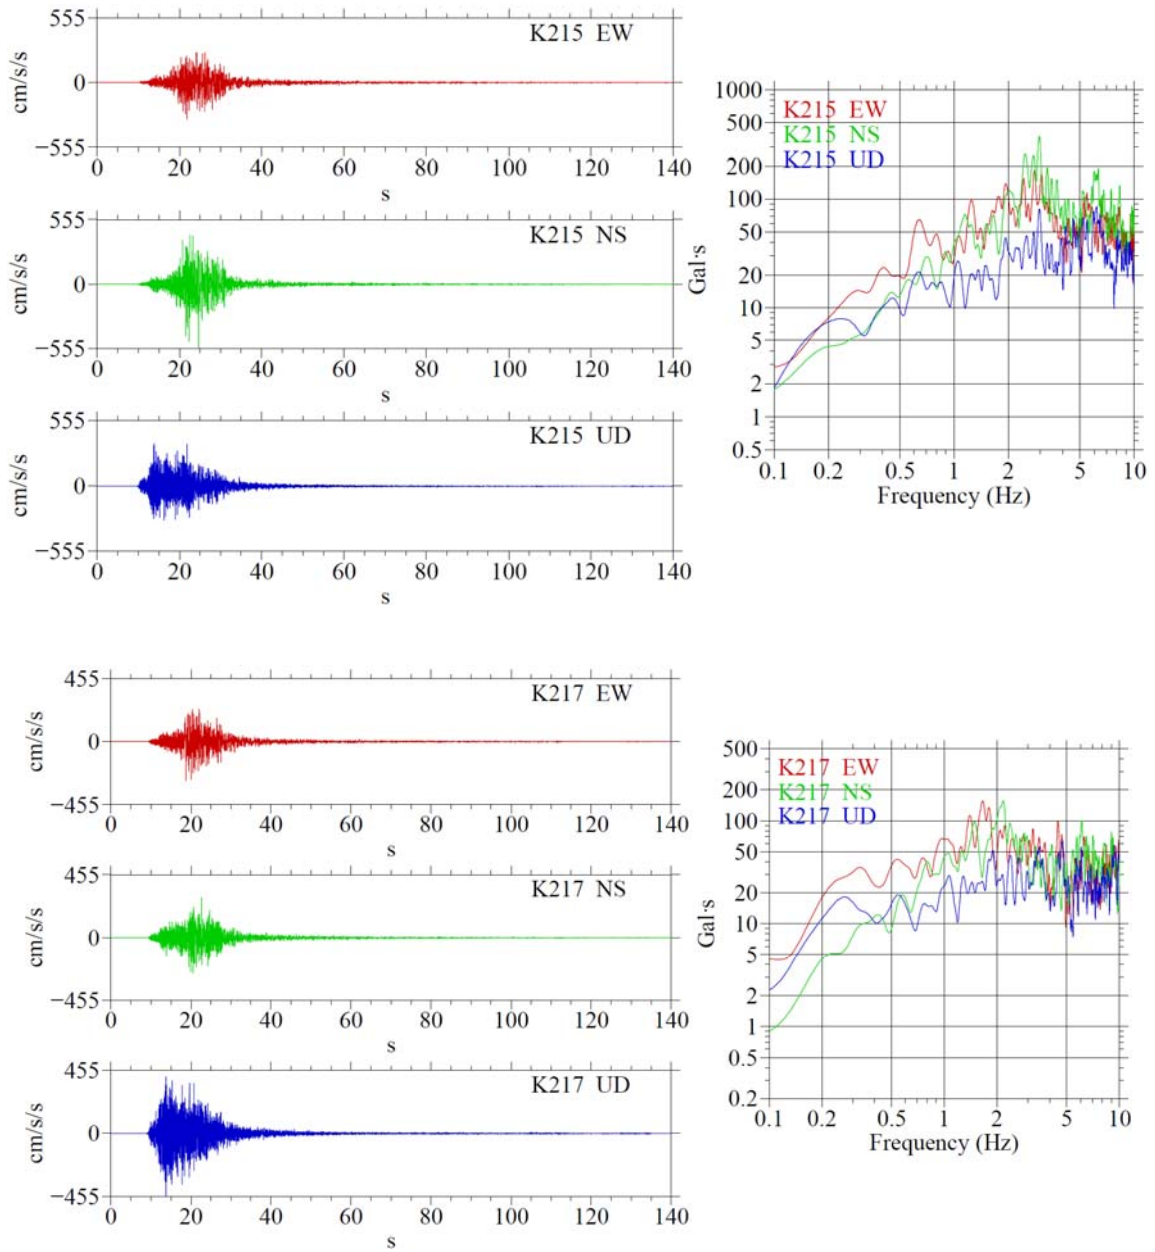 555
K215 EW
cm/s/s
0
−555
0 20 40 60 80 100 120 140
s
555
K215 NS
cm/s/s
0
−555
0 20 40 60 80 100 120 140
s
555
K215 UD
cm/s/s
0
−555
0 20 40 60 80 100 120 140
s
1000
500
200
100
50
20
10
5
2
1
0.5
Gal·s
K215 EW
K215 NS
K215 UD
0.1 0.2 0.5 1 2 5 10
Frequency (Hz)
455
K217 EW
cm/s/s
0
−455
0 20 40 60 80 100 120 140
s
455
K217 NS
cm/s/s
0
−455
0 20 40 60 80 100 120 140
s
455
K217 UD
cm/s/s
0
−455
0 20 40 60 80 100 120 140
s
500
200
100
50
20
10
5
2
1
0.5
0.2
Gal·s
K217 EW
K217 NS
K217 UD
0.1 0.2 0.5 1 2 5 10
Frequency (Hz)